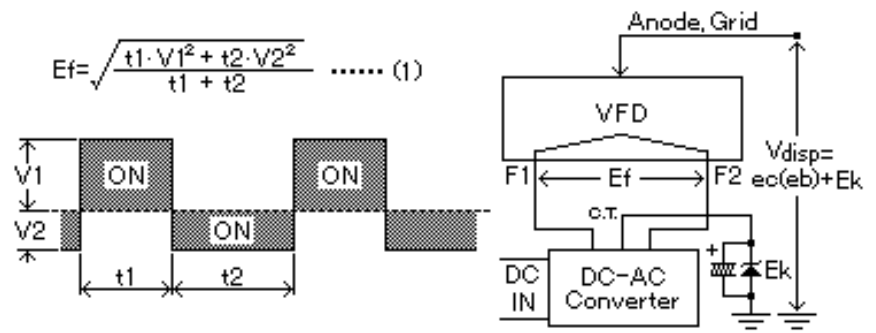 Ef=√(t1·V1²+t2·V2² / t1 + t2) ······ (1)
V1
ON
ON
V2
ON
t1
t2
Anode, Grid
VFD
Vdisp=
ec(eb)+Ek
F1
Ef
F2
C.T.
+
Ek
DC
IN
DC-AC
Converter